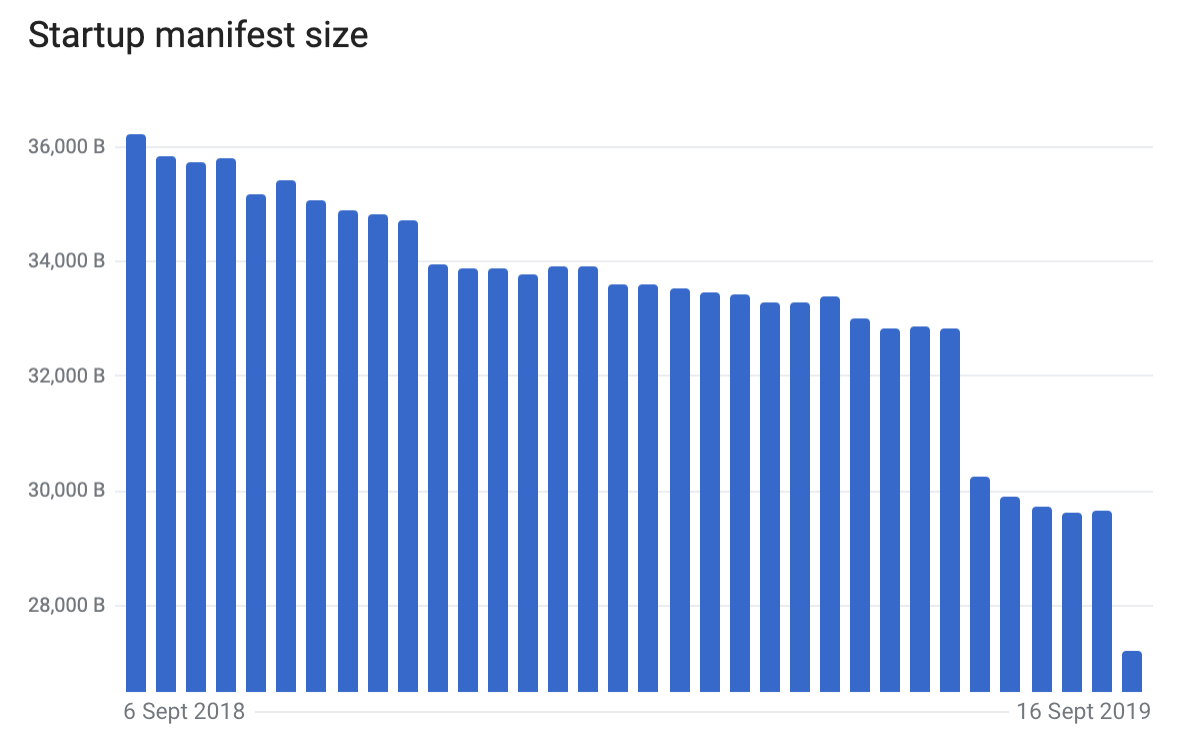 Startup manifest size
36,000 B
34,000 B
32,000 B
30,000 B
28,000 B
6 Sept 2018 16 Sept 2019